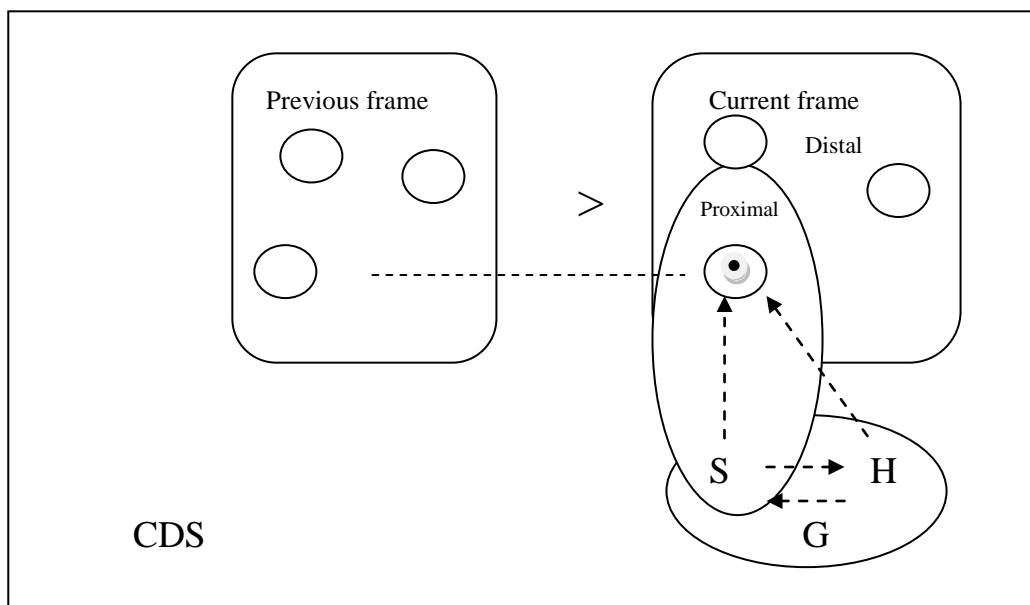 Previous frame
Current frame
Distal
>
Proximal
S
H
G
CDS